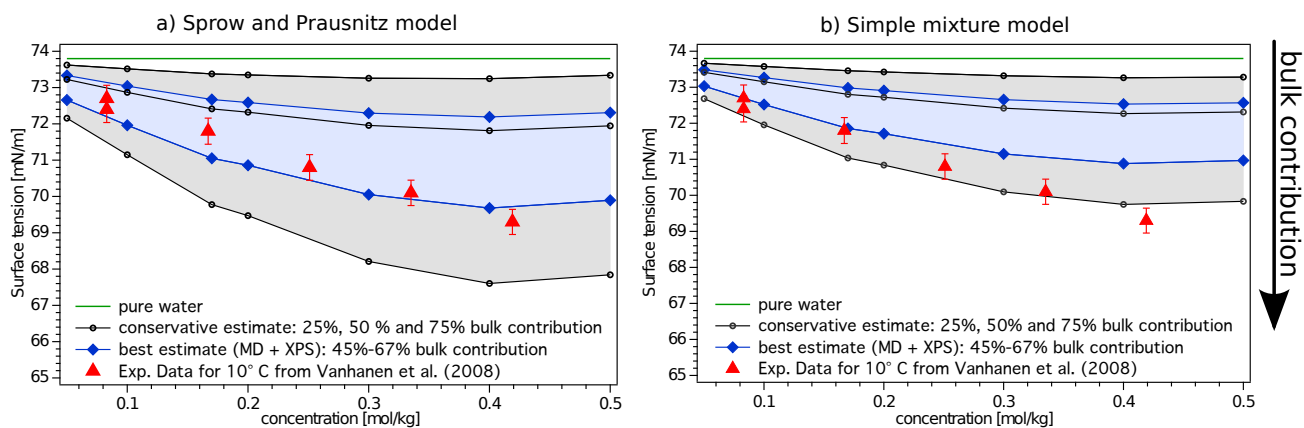 a) Sprow and Prausnitz model
74
73
72
71
70
69
68
67
66
65
Surface tension [mN/m]
pure water
conservative estimate: 25%, 50 % and 75% bulk contribution
best estimate (MD + XPS): 45%-67% bulk contribution
Exp. Data for 10° C from Vanhanen et al. (2008)
0.1 0.2 0.3 0.4 0.5
concentration [mol/kg]
b) Simple mixture model
74
73
72
71
70
69
68
67
66
65
Surface tension [mN/m]
pure water
conservative estimate: 25%, 50% and 75% bulk contribution
best estimate (MD + XPS): 45%-67% bulk contribution
Exp. Data for 10° C from Vanhanen et al. (2008)
0.1 0.2 0.3 0.4 0.5
concentration [mol/kg]
bulk contribution